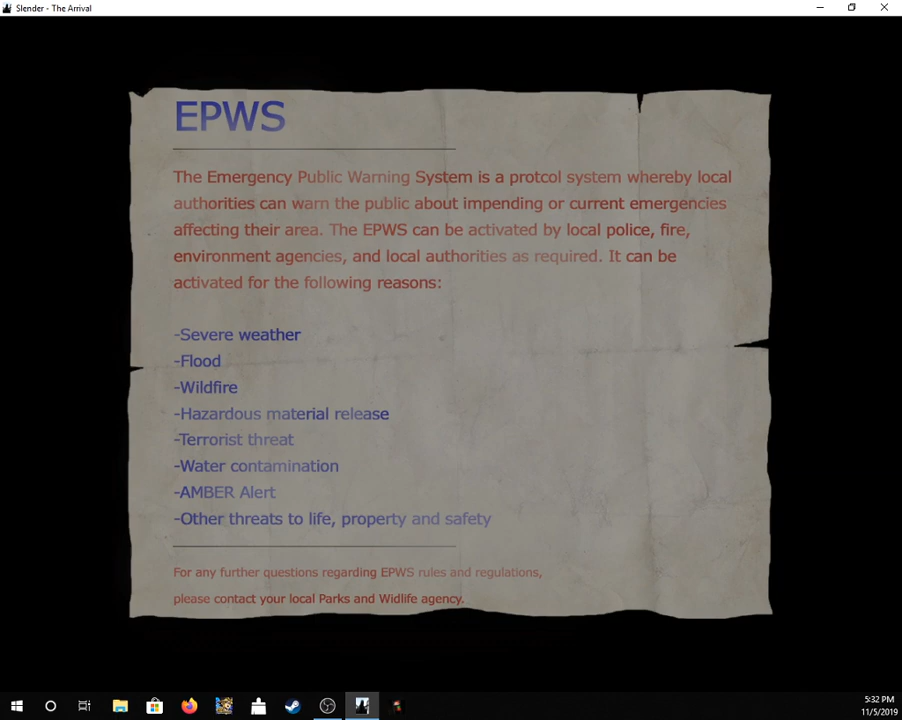 Slender - The Arrival
EPWS
The Emergency Public Warning System is a protcol system whereby local
authorities can warn the public about impending or current emergencies
affecting their area. The EPWS can be activated by local police, fire,
environment agencies, and local authorities as required. It can be
activated for the following reasons:
-Severe weather
-Flood
-Wildfire
-Hazardous material release
-Terrorist threat
-Water contamination
-AMBER Alert
-Other threats to life, property and safety
For any further questions regarding EPWS rules and regulations,
please contact your local Parks and Widlife agency.
5:32 PM
11/5/2019